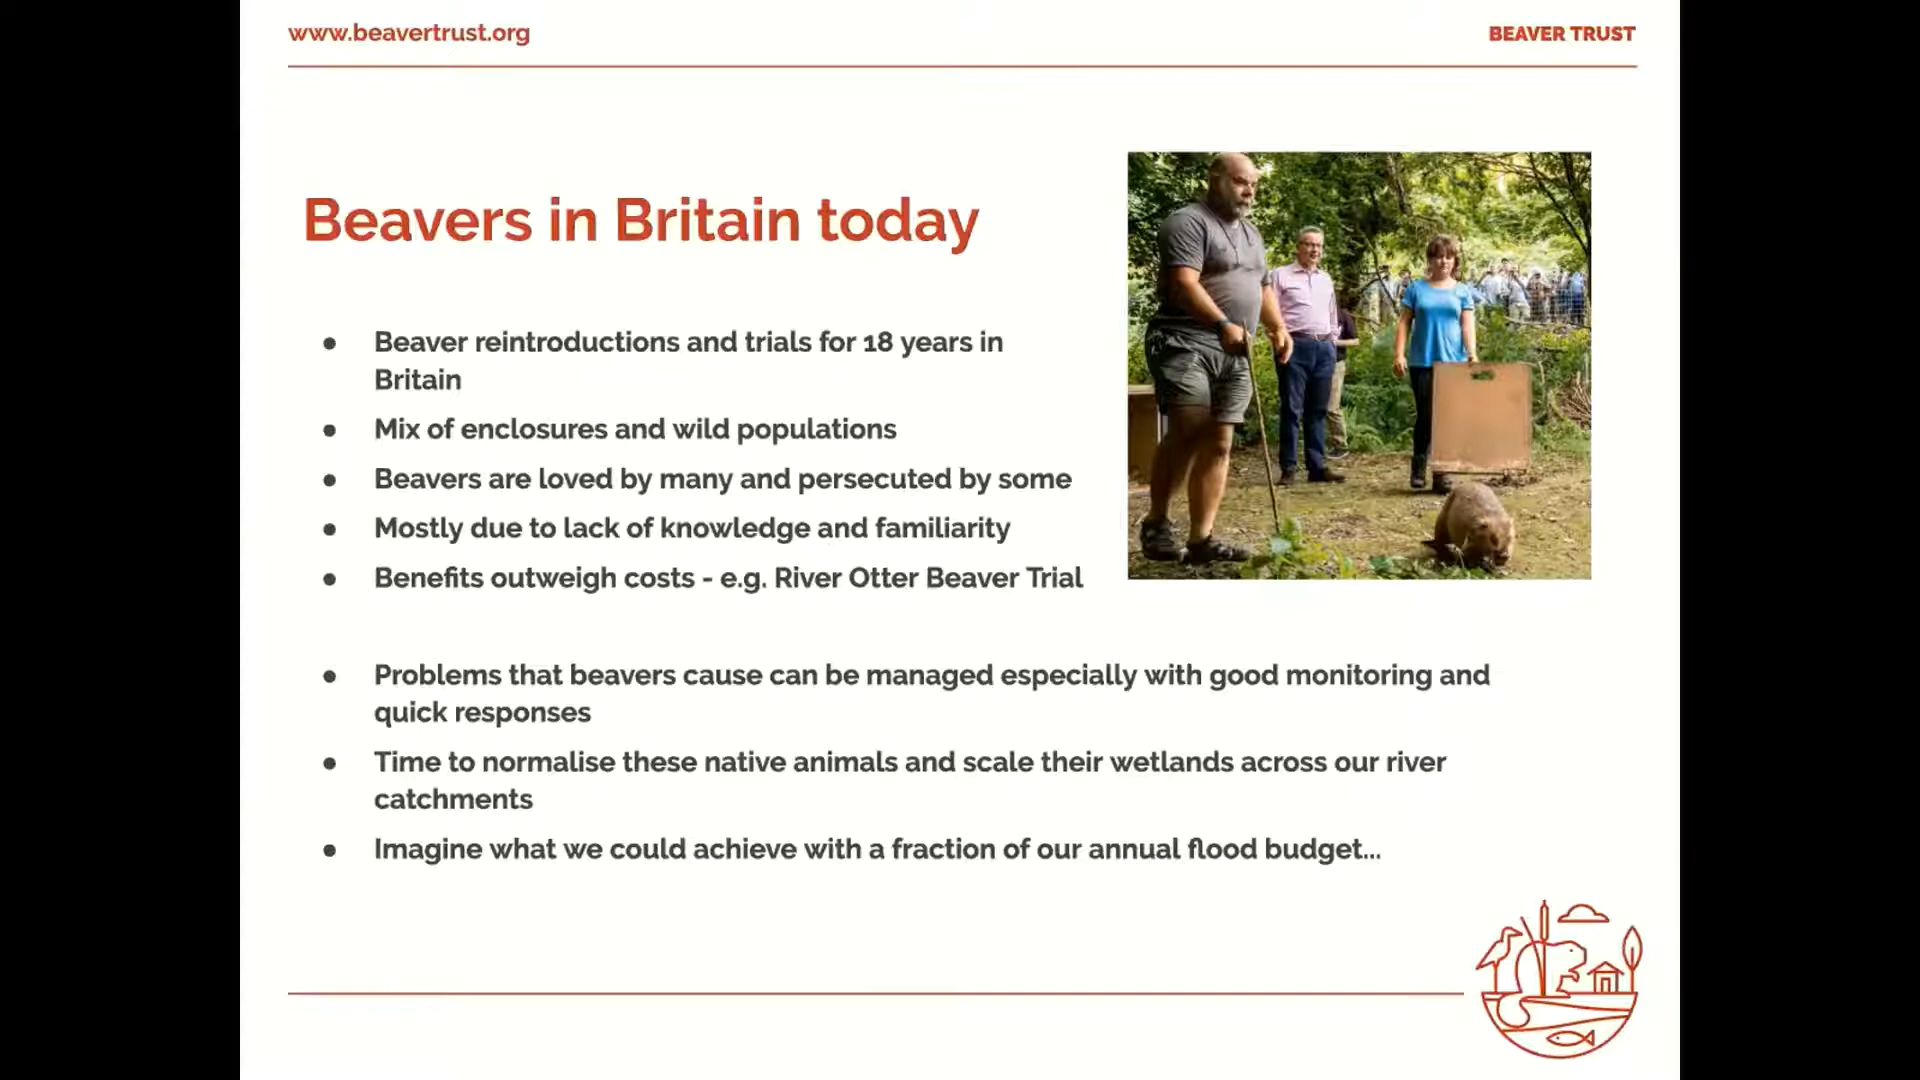 www.beavertrust.org
BEAVER TRUST
Beavers in Britain today
● Beaver reintroductions and trials for 18 years in
Britain
● Mix of enclosures and wild populations
● Beavers are loved by many and persecuted by some
● Mostly due to lack of knowledge and familiarity
● Benefits outweigh costs - e.g. River Otter Beaver Trial
● Problems that beavers cause can be managed especially with good monitoring and
quick responses
● Time to normalise these native animals and scale their wetlands across our river
catchments
● Imagine what we could achieve with a fraction of our annual flood budget...